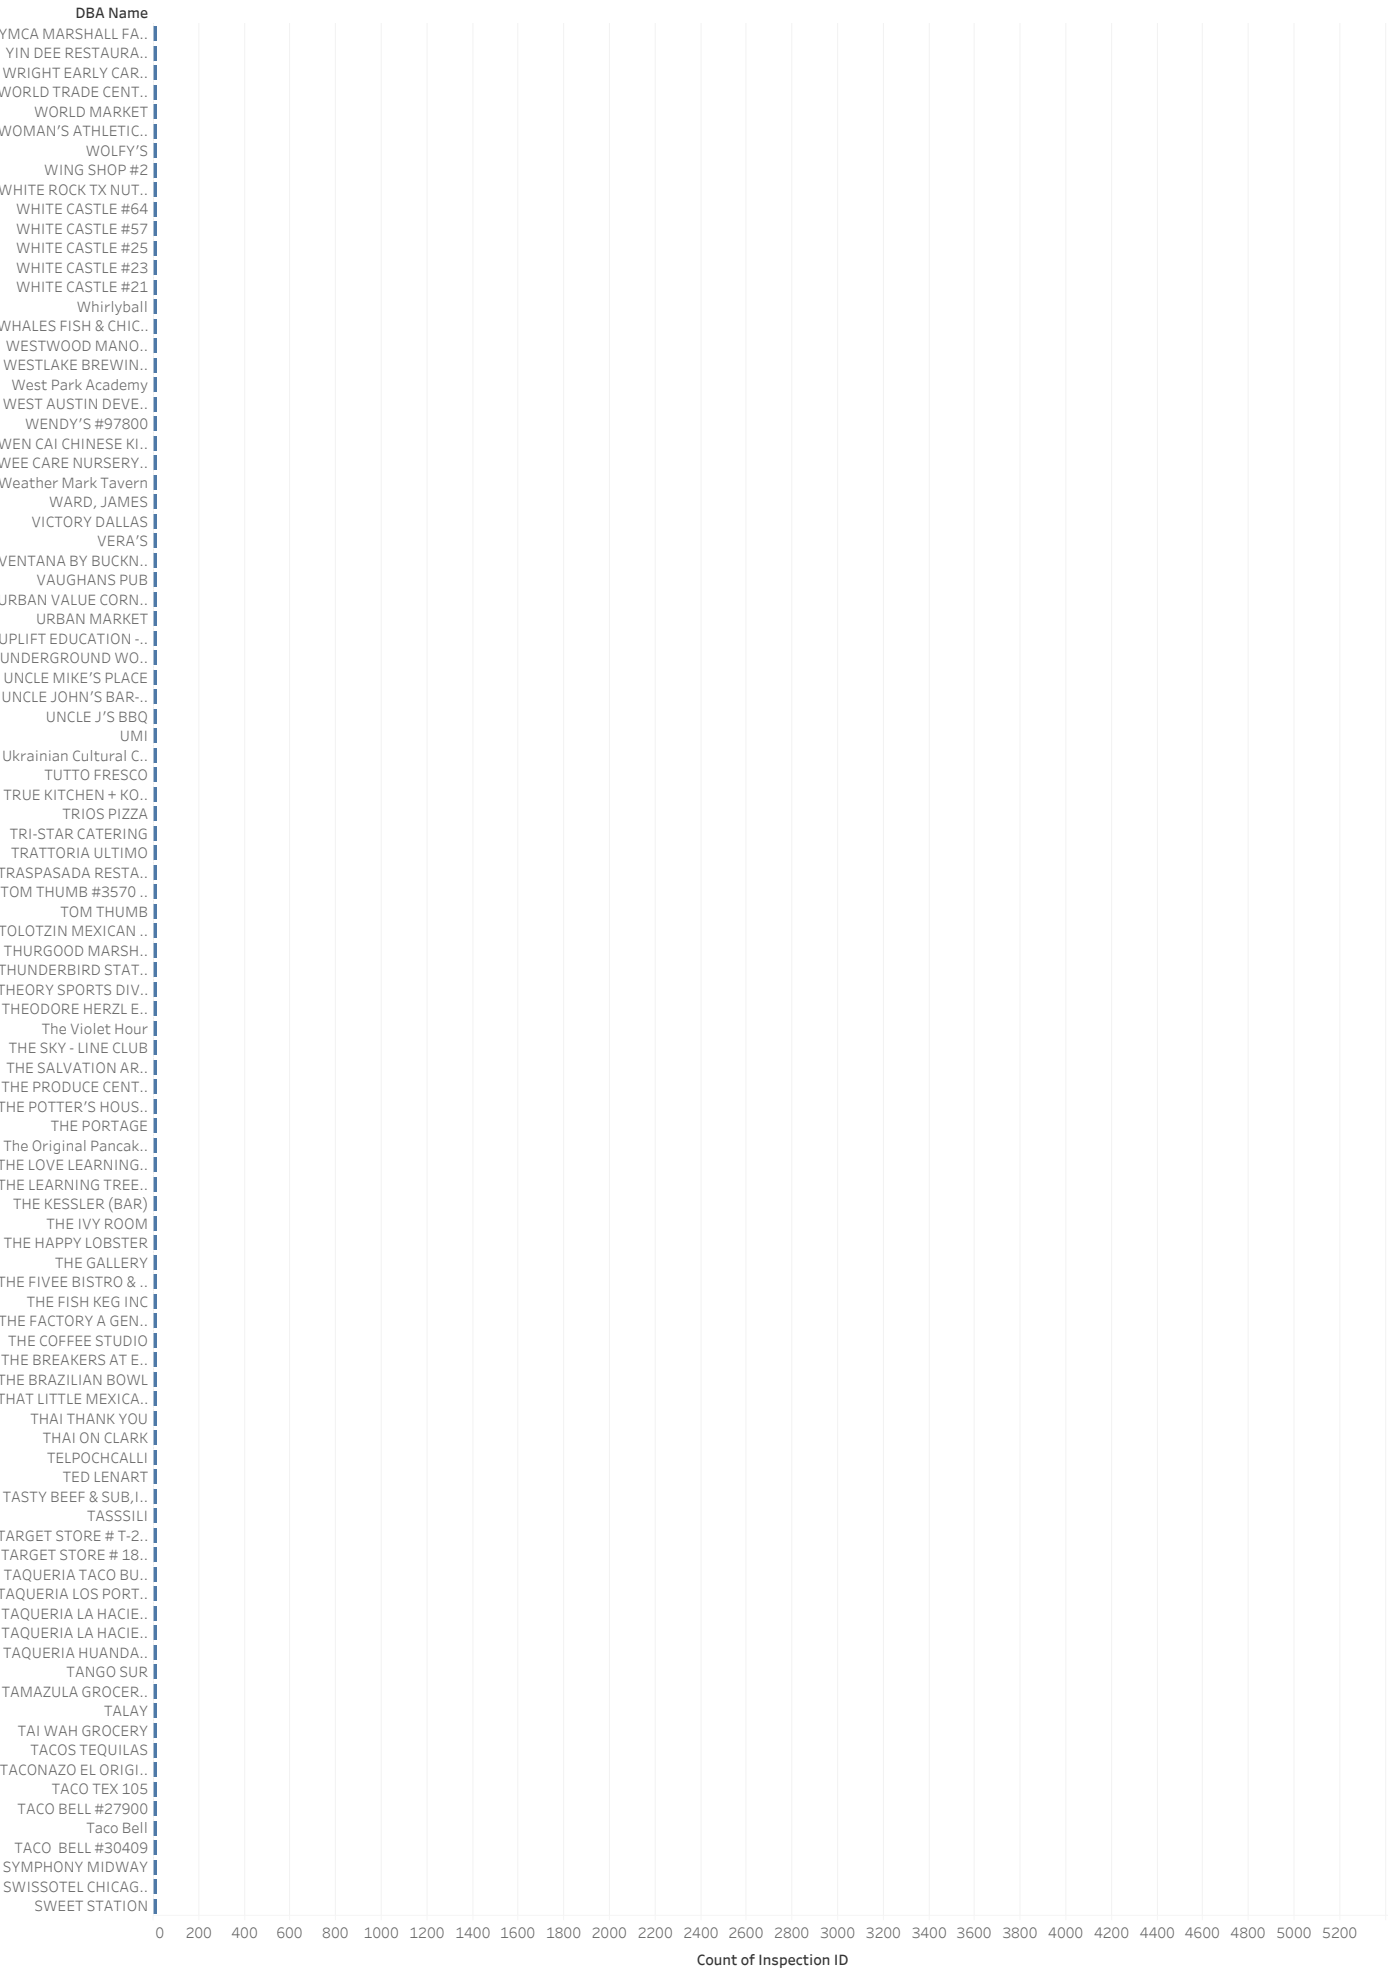 DBA Name
YMCA MARSHALL FA..
YIN DEE RESTAURA..
WRIGHT EARLY CAR..
WORLD TRADE CENT..
WORLD MARKET
WOMAN'S ATHLETIC..
WOLFY'S
WING SHOP #2
WHITE ROCK TX NUT..
WHITE CASTLE #64
WHITE CASTLE #57
WHITE CASTLE #25
WHITE CASTLE #23
WHITE CASTLE #21
Whirlyball
WHALES FISH & CHIC..
WESTWOOD MANO..
WESTLAKE BREWIN..
West Park Academy
WEST AUSTIN DEVE..
WENDY'S #97800
WEN CAI CHINESE KI..
WEE CARE NURSERY..
Weather Mark Tavern
WARD, JAMES
VICTORY DALLAS
VERA'S
VENTANA BY BUCKN..
VAUGHANS PUB
URBAN VALUE CORN..
URBAN MARKET
UPLIFT EDUCATION -..
UNDERGROUND WO..
UNCLE MIKE'S PLACE
UNCLE JOHN'S BAR-..
UNCLE J'S BBQ
UMI
Ukrainian Cultural C..
TUTTO FRESCO
TRUE KITCHEN + KO..
TRIOS PIZZA
TRI-STAR CATERING
TRATTORIA ULTIMO
TRASPASADA RESTA..
TOM THUMB #3570 ..
TOM THUMB
TOLOTZIN MEXICAN ..
THURGOOD MARSH..
THUNDERBIRD STAT..
THEORY SPORTS DIV..
THEODORE HERZL E..
The Violet Hour
THE SKY - LINE CLUB
THE SALVATION AR..
THE PRODUCE CENT..
THE POTTER'S HOUS..
THE PORTAGE
The Original Pancak..
THE LOVE LEARNING..
THE LEARNING TREE..
THE KESSLER (BAR)
THE IVY ROOM
THE HAPPY LOBSTER
THE GALLERY
THE FIVEE BISTRO & ..
THE FISH KEG INC
THE FACTORY A GEN..
THE COFFEE STUDIO
THE BREAKERS AT E..
THE BRAZILIAN BOWL
THAT LITTLE MEXICA..
THAI THANK YOU
THAI ON CLARK
TELPOCHCALLI
TED LENART
TASTY BEEF & SUB,I..
TASSSILI
TARGET STORE # T-2..
TARGET STORE # 18..
TAQUERIA TACO BU..
TAQUERIA LOS PORT..
TAQUERIA LA HACIE..
TAQUERIA LA HACIE..
TAQUERIA HUANDA..
TANGO SUR
TAMAZULA GROCER..
TALAY
TAI WAH GROCERY
TACOS TEQUILAS
TACONAZO EL ORIGI..
TACO TEX 105
TACO BELL #27900
Taco Bell
TACO  BELL #30409
SYMPHONY MIDWAY
SWISSOTEL CHICAG..
SWEET STATION
0 200 400 600 800 1000 1200 1400 1600 1800 2000 2200 2400 2600 2800 3000 3200 3400 3600 3800 4000 4200 4400 4600 4800 5000 5200
Count of Inspection ID